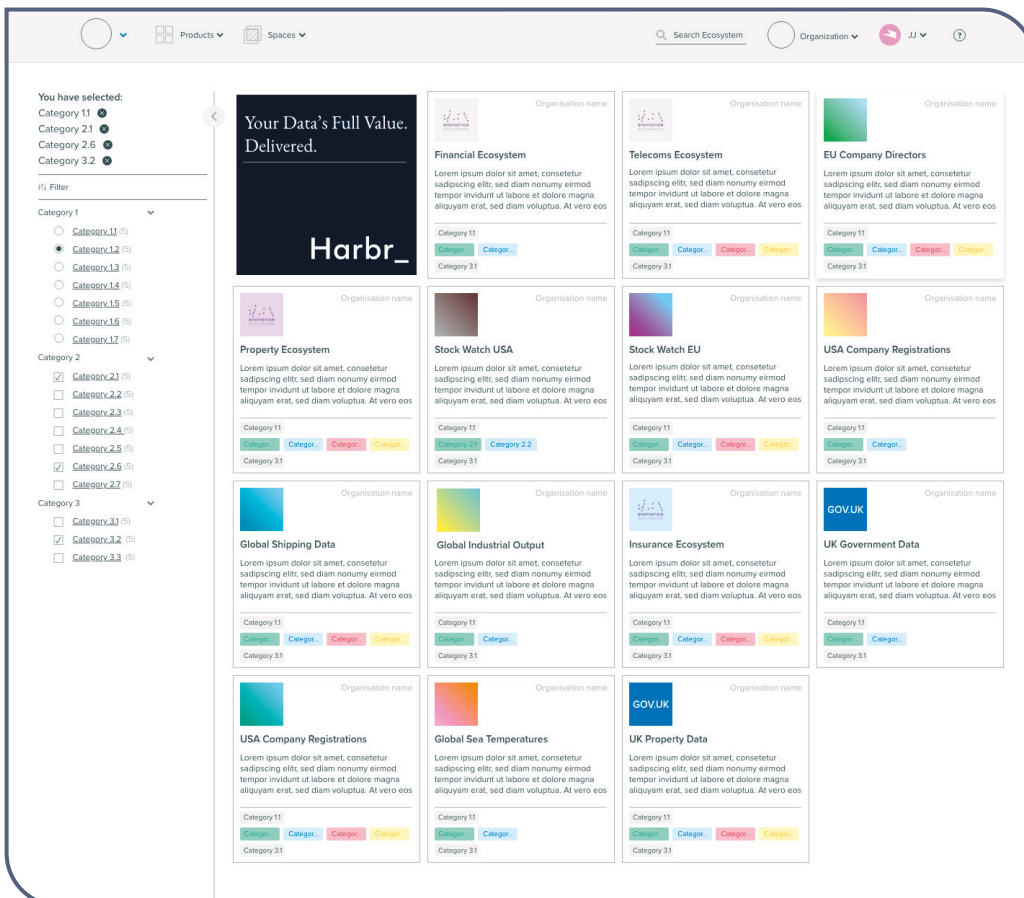 Products
Spaces
Search Ecosystem
Organization
JJ
?
You have selected:
Category 1.1
Category 2.1
Category 2.6
Category 3.2
Filter
Category 1
Category 1.1 (5)
Category 1.2 (5)
Category 1.3 (5)
Category 1.4 (5)
Category 1.5 (5)
Category 1.6 (5)
Category 1.7 (5)
Category 2
Category 2.1 (5)
Category 2.2 (5)
Category 2.3 (5)
Category 2.4 (5)
Category 2.5 (5)
Category 2.6 (5)
Category 2.7 (5)
Category 3
Category 3.1 (5)
Category 3.2 (5)
Category 3.3 (5)
Your Data's Full Value.
Delivered.
Harbr_
Organisation name
SYNTHETICA
Financial Ecosystem
Lorem ipsum dolor sit amet, consetetur
sadipscing elitr, sed diam nonumy eirmod
tempor invidunt ut labore et dolore magna
aliquyam erat, sed diam voluptua. At vero eos
Category 1.1
Categor... Categor...
Category 3.1
Organisation name
SYNTHETICA
Telecoms Ecosystem
Lorem ipsum dolor sit amet, consetetur
sadipscing elitr, sed diam nonumy eirmod
tempor invidunt ut labore et dolore magna
aliquyam erat, sed diam voluptua. At vero eos
Category 1.1
Categor... Categor... Categor... Categor...
Category 3.1
Organisation name
EU Company Directors
Lorem ipsum dolor sit amet, consetetur
sadipscing elitr, sed diam nonumy eirmod
tempor invidunt ut labore et dolore magna
aliquyam erat, sed diam voluptua. At vero eos
Category 1.1
Categor... Categor... Categor... Categor...
Category 3.1
Organisation name
SYNTHETICA
Property Ecosystem
Lorem ipsum dolor sit amet, consetetur
sadipscing elitr, sed diam nonumy eirmod
tempor invidunt ut labore et dolore magna
aliquyam erat, sed diam voluptua. At vero eos
Category 1.1
Categor... Categor... Categor... Categor...
Category 3.1
Organisation name
Stock Watch USA
Lorem ipsum dolor sit amet, consetetur
sadipscing elitr, sed diam nonumy eirmod
tempor invidunt ut labore et dolore magna
aliquyam erat, sed diam voluptua. At vero eos
Category 1.1
Category 2.1 Category 2.2
Category 3.1
Organisation name
Stock Watch EU
Lorem ipsum dolor sit amet, consetetur
sadipscing elitr, sed diam nonumy eirmod
tempor invidunt ut labore et dolore magna
aliquyam erat, sed diam voluptua. At vero eos
Category 1.1
Categor... Categor... Categor... Categor...
Category 3.1
Organisation name
USA Company Registrations
Lorem ipsum dolor sit amet, consetetur
sadipscing elitr, sed diam nonumy eirmod
tempor invidunt ut labore et dolore magna
aliquyam erat, sed diam voluptua. At vero eos
Category 1.1
Categor... Categor...
Category 3.1
Organisation name
Global Shipping Data
Lorem ipsum dolor sit amet, consetetur
sadipscing elitr, sed diam nonumy eirmod
tempor invidunt ut labore et dolore magna
aliquyam erat, sed diam voluptua. At vero eos
Category 1.1
Categor... Categor... Categor... Categor...
Category 3.1
Organisation name
Global Industrial Output
Lorem ipsum dolor sit amet, consetetur
sadipscing elitr, sed diam nonumy eirmod
tempor invidunt ut labore et dolore magna
aliquyam erat, sed diam voluptua. At vero eos
Category 1.1
Categor... Categor...
Category 3.1
Organisation name
SYNTHETICA
Insurance Ecosystem
Lorem ipsum dolor sit amet, consetetur
sadipscing elitr, sed diam nonumy eirmod
tempor invidunt ut labore et dolore magna
aliquyam erat, sed diam voluptua. At vero eos
Category 1.1
Categor... Categor... Categor... Categor...
Category 3.1
Organisation name
GOV.UK
UK Government Data
Lorem ipsum dolor sit amet, consetetur
sadipscing elitr, sed diam nonumy eirmod
tempor invidunt ut labore et dolore magna
aliquyam erat, sed diam voluptua. At vero eos
Category 1.1
Categor... Categor...
Category 3.1
Organisation name
USA Company Registrations
Lorem ipsum dolor sit amet, consetetur
sadipscing elitr, sed diam nonumy eirmod
tempor invidunt ut labore et dolore magna
aliquyam erat, sed diam voluptua. At vero eos
Category 1.1
Categor... Categor... Categor... Categor...
Category 3.1
Organisation name
Global Sea Temperatures
Lorem ipsum dolor sit amet, consetetur
sadipscing elitr, sed diam nonumy eirmod
tempor invidunt ut labore et dolore magna
aliquyam erat, sed diam voluptua. At vero eos
Category 1.1
Categor... Categor...
Category 3.1
Organisation name
GOV.UK
UK Property Data
Lorem ipsum dolor sit amet, consetetur
sadipscing elitr, sed diam nonumy eirmod
tempor invidunt ut labore et dolore magna
aliquyam erat, sed diam voluptua. At vero eos
Category 1.1
Categor... Categor... Categor... Categor...
Category 3.1